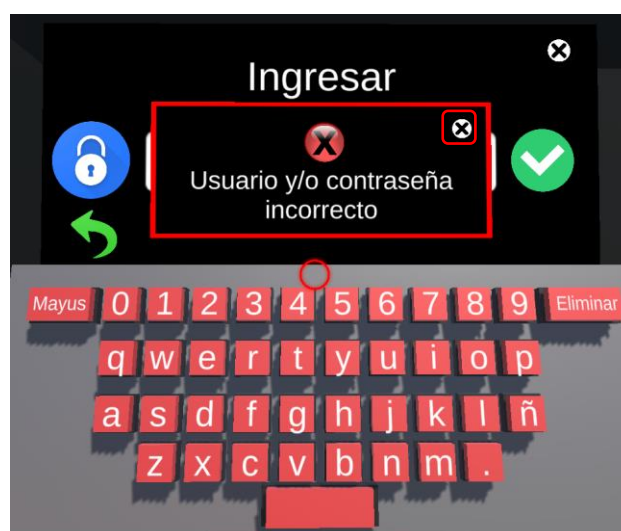 Ingresar
Usuario y/o contraseña
incorrecto
Mayus 0 1 2 3 4 5 6 7 8 9 Eliminar
q w e r t y u i o p
a s d f g h j k l ñ
z x c v b n m .